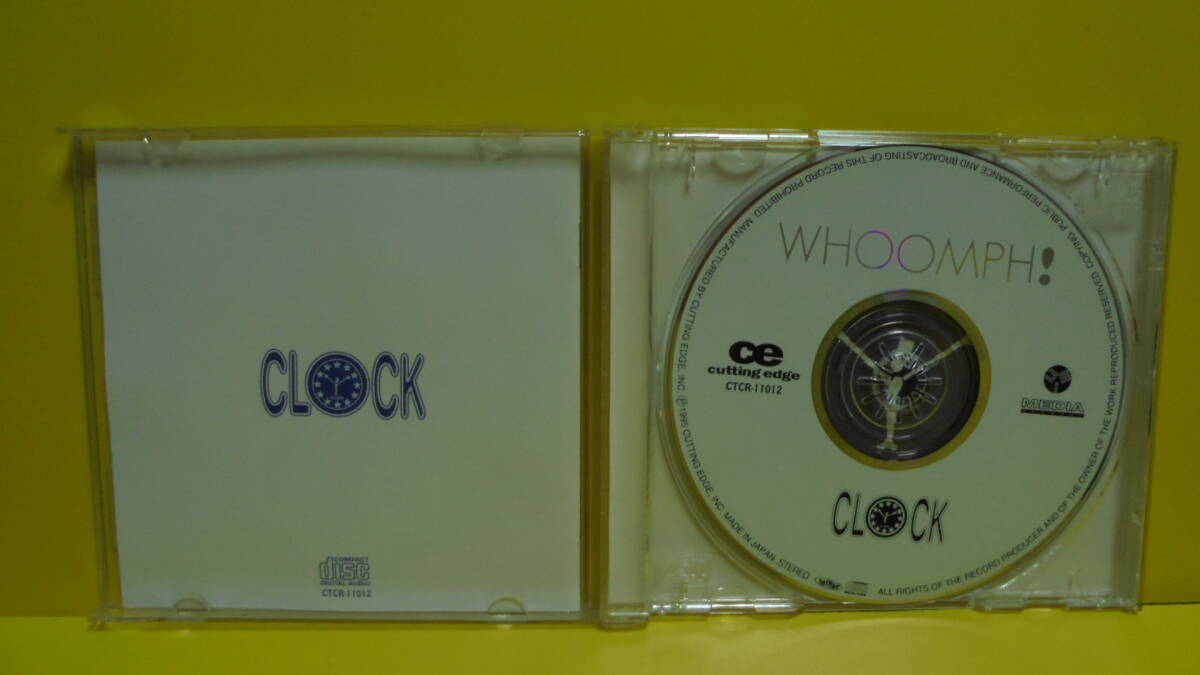 CLOCK
COMPACT
disc
DIGITAL AUDIO
CTCR-11012
WHOOMPH!
ce
cutting edge
CTCR-11012
MEDIA
CLOCK
ALL RIGHTS OF THE RECORD PRODUCER AND OF THE OWNER OF THE WORK REPRODUCED RESERVED. COPYING, PUBLIC PERFORMANCE AND BROADCASTING OF THIS RECORD PROHIBITED. MANUFACTURED BY CUTTING EDGE, INC. Ⓟ 1995 CUTTING EDGE, INC. MADE IN JAPAN. STEREO